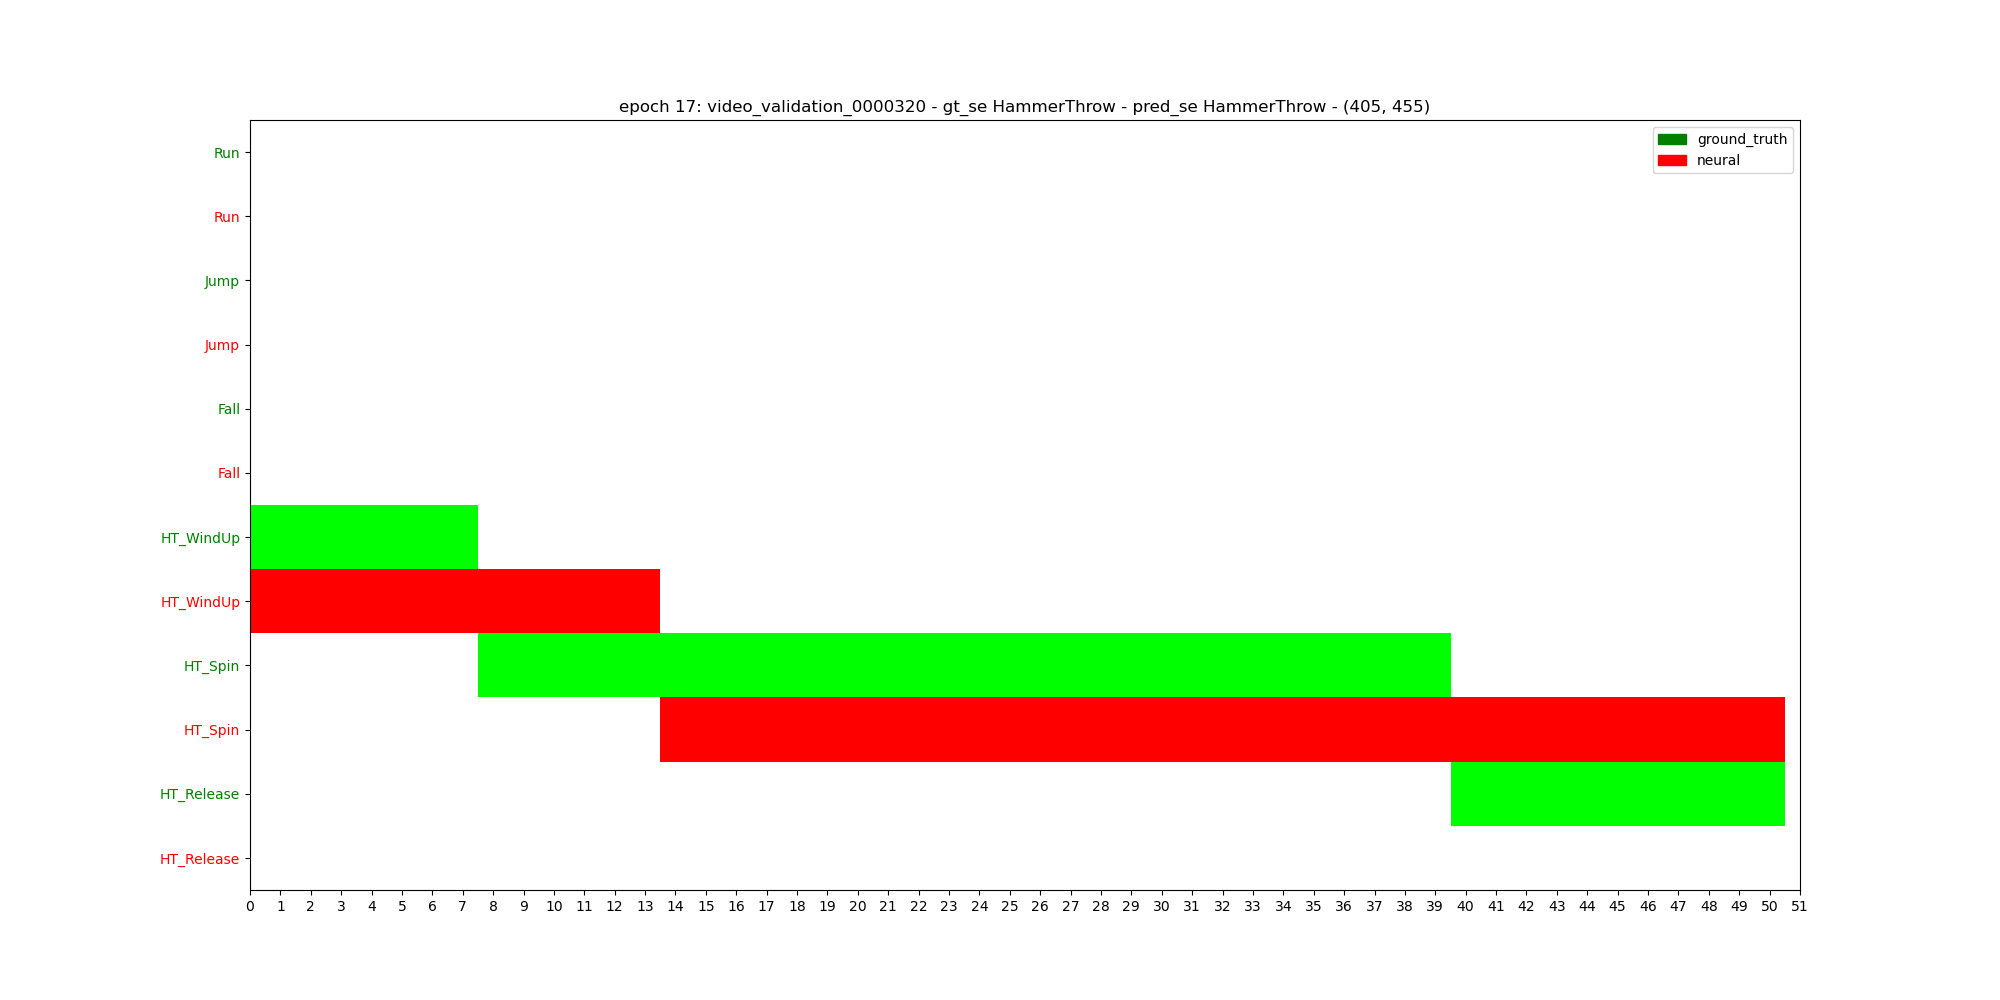 epoch 17: video_validation_0000320 - gt_se HammerThrow - pred_se HammerThrow - (405, 455)
ground_truth
neural
Run
Run
Jump
Jump
Fall
Fall
HT_WindUp
HT_WindUp
HT_Spin
HT_Spin
HT_Release
HT_Release
0 1 2 3 4 5 6 7 8 9 10 11 12 13 14 15 16 17 18 19 20 21 22 23 24 25 26 27 28 29 30 31 32 33 34 35 36 37 38 39 40 41 42 43 44 45 46 47 48 49 50 51